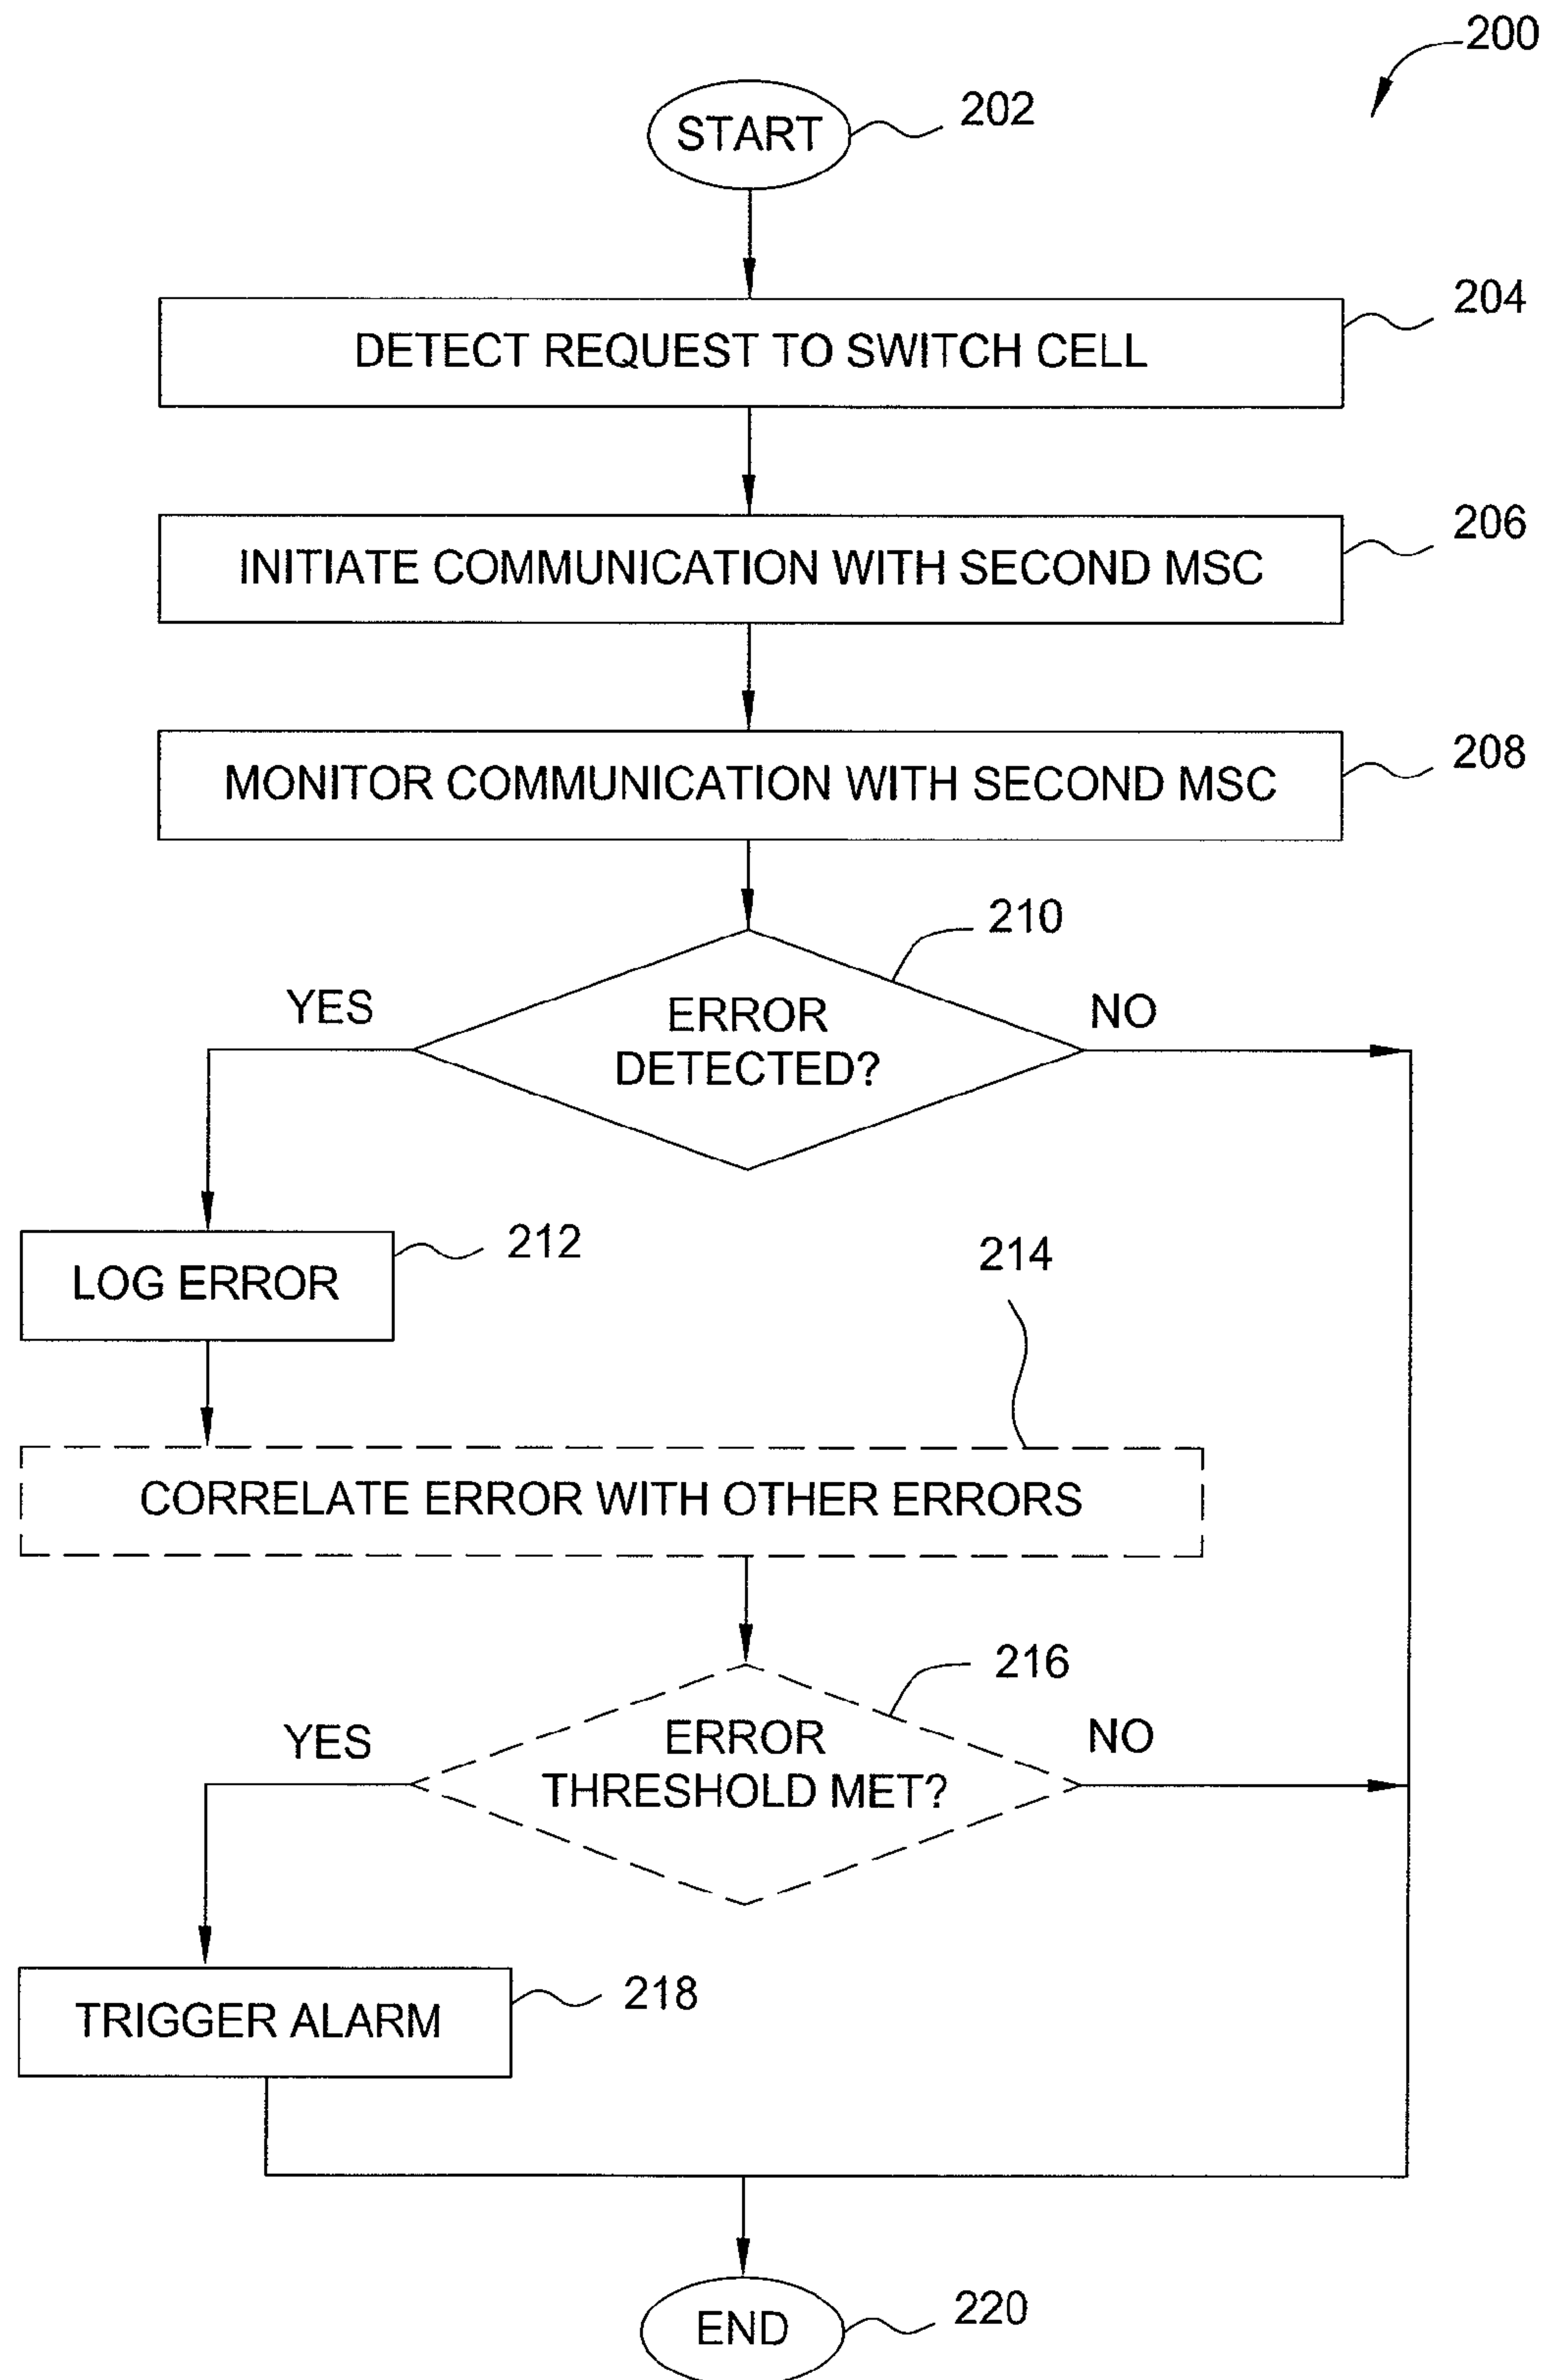 200
START
202
DETECT REQUEST TO SWITCH CELL
204
INITIATE COMMUNICATION WITH SECOND MSC
206
MONITOR COMMUNICATION WITH SECOND MSC
208
210
YES
ERROR
DETECTED?
NO
LOG ERROR
212
214
CORRELATE ERROR WITH OTHER ERRORS
216
YES
ERROR
THRESHOLD MET?
NO
TRIGGER ALARM
218
END
220